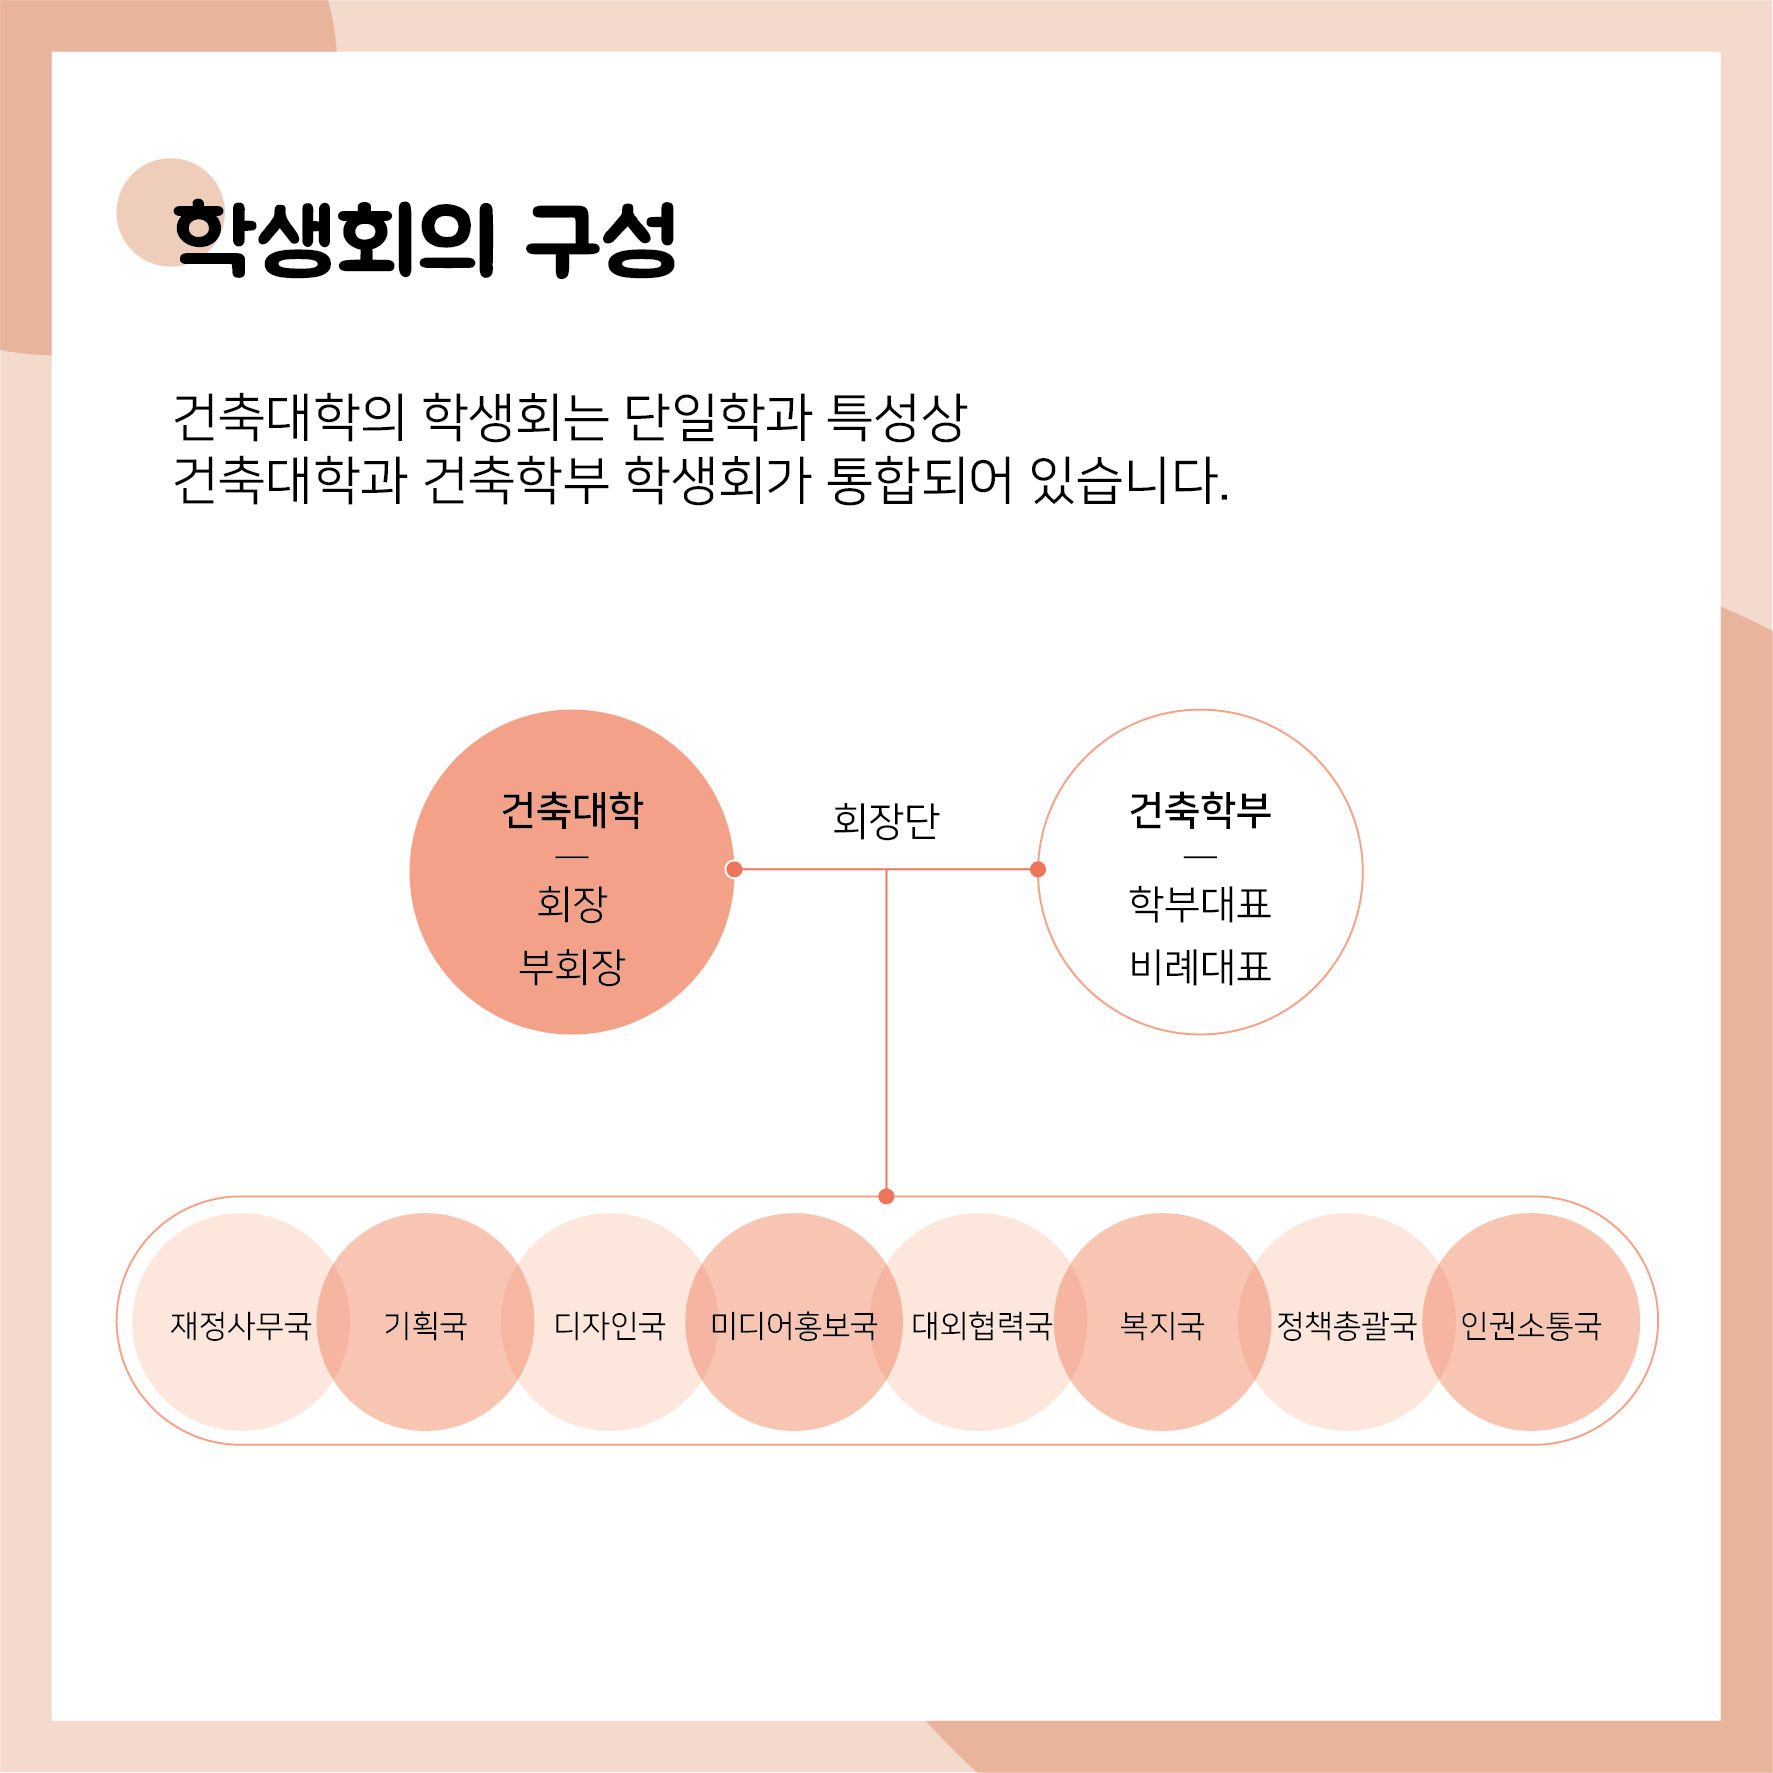 학생회의 구성
건축대학의 학생회는 단일학과 특성상
건축대학과 건축학부 학생회가 통합되어 있습니다.
건축대학
회장
부회장
회장단
건축학부
학부대표
비례대표
재정사무국
기획국
디자인국
미디어홍보국
대외협력국
복지국
정책총괄국
인권소통국